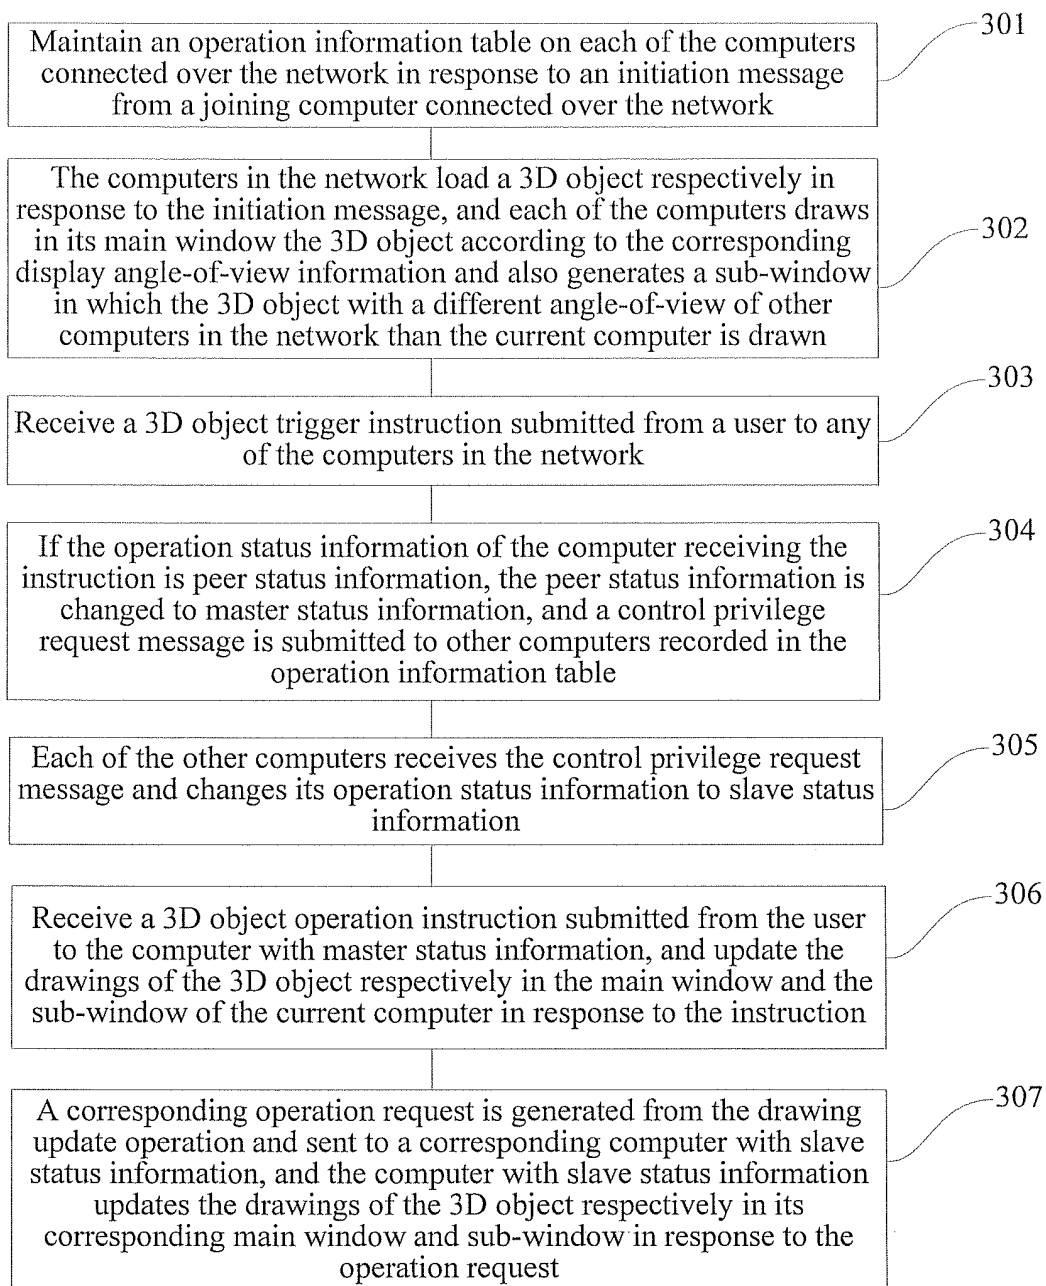 301
Maintain an operation information table on each of the computers
connected over the network in response to an initiation message
from a joining computer connected over the network
302
The computers in the network load a 3D object respectively in
response to the initiation message, and each of the computers draws
in its main window the 3D object according to the corresponding
display angle-of-view information and also generates a sub-window
in which the 3D object with a different angle-of-view of other
computers in the network than the current computer is drawn
303
Receive a 3D object trigger instruction submitted from a user to any
of the computers in the network
304
If the operation status information of the computer receiving the
instruction is peer status information, the peer status information is
changed to master status information, and a control privilege
request message is submitted to other computers recorded in the
operation information table
305
Each of the other computers receives the control privilege request
message and changes its operation status information to slave status
information
306
Receive a 3D object operation instruction submitted from the user
to the computer with master status information, and update the
drawings of the 3D object respectively in the main window and the
sub-window of the current computer in response to the instruction
307
A corresponding operation request is generated from the drawing
update operation and sent to a corresponding computer with slave
status information, and the computer with slave status information
updates the drawings of the 3D object respectively in its
corresponding main window and sub-window in response to the
operation request